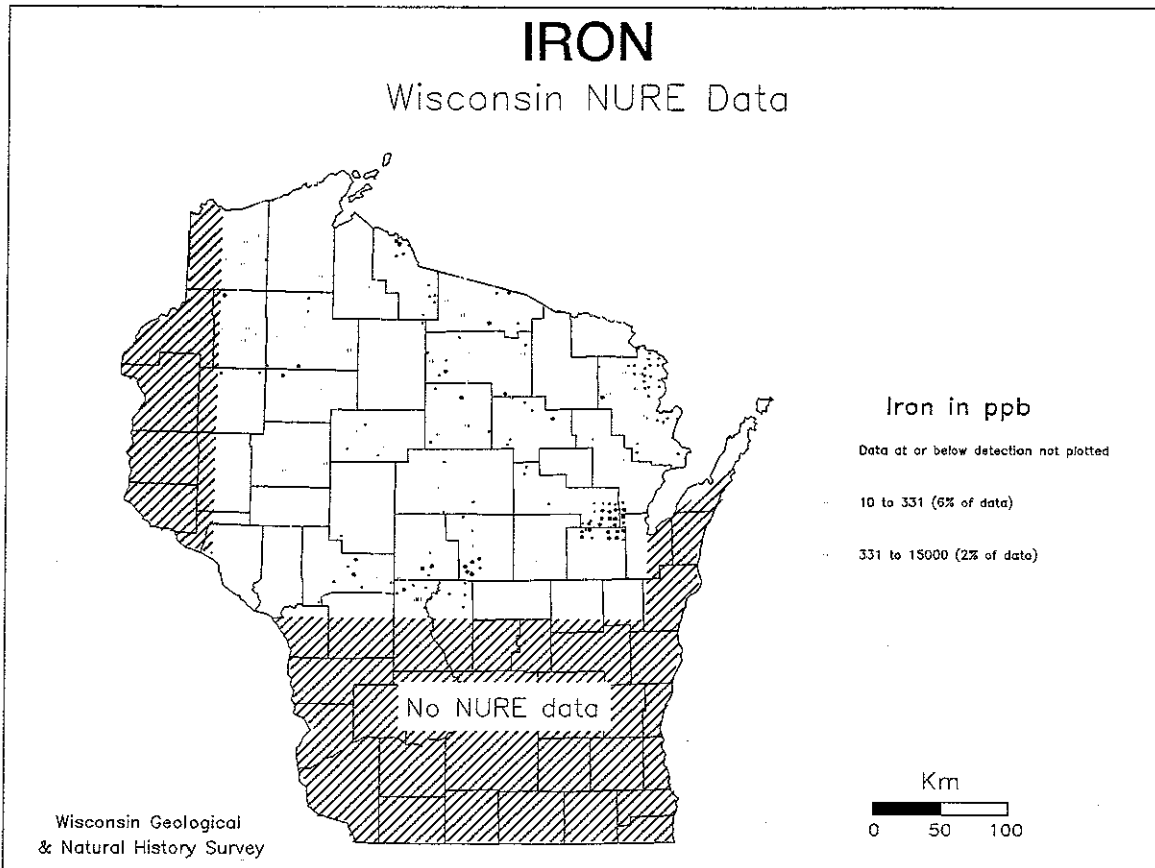 IRON
Wisconsin NURE Data
Iron in ppb
Data at or below detection not plotted
10 to 331 (6% of data)
331 to 15000 (2% of data)
No NURE data
Km
0 50 100
Wisconsin Geological
& Natural History Survey